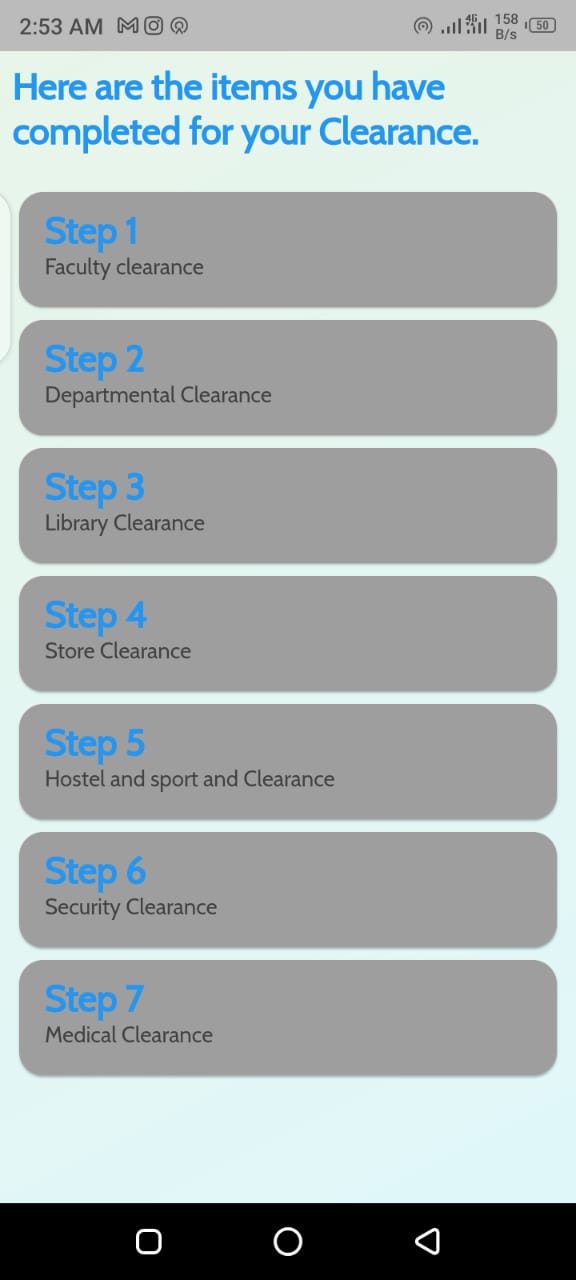 2:53 AM
4G
158
B/s
50
Here are the items you have
completed for your Clearance.
Step 1
Faculty clearance
Step 2
Departmental Clearance
Step 3
Library Clearance
Step 4
Store Clearance
Step 5
Hostel and sport and Clearance
Step 6
Security Clearance
Step 7
Medical Clearance